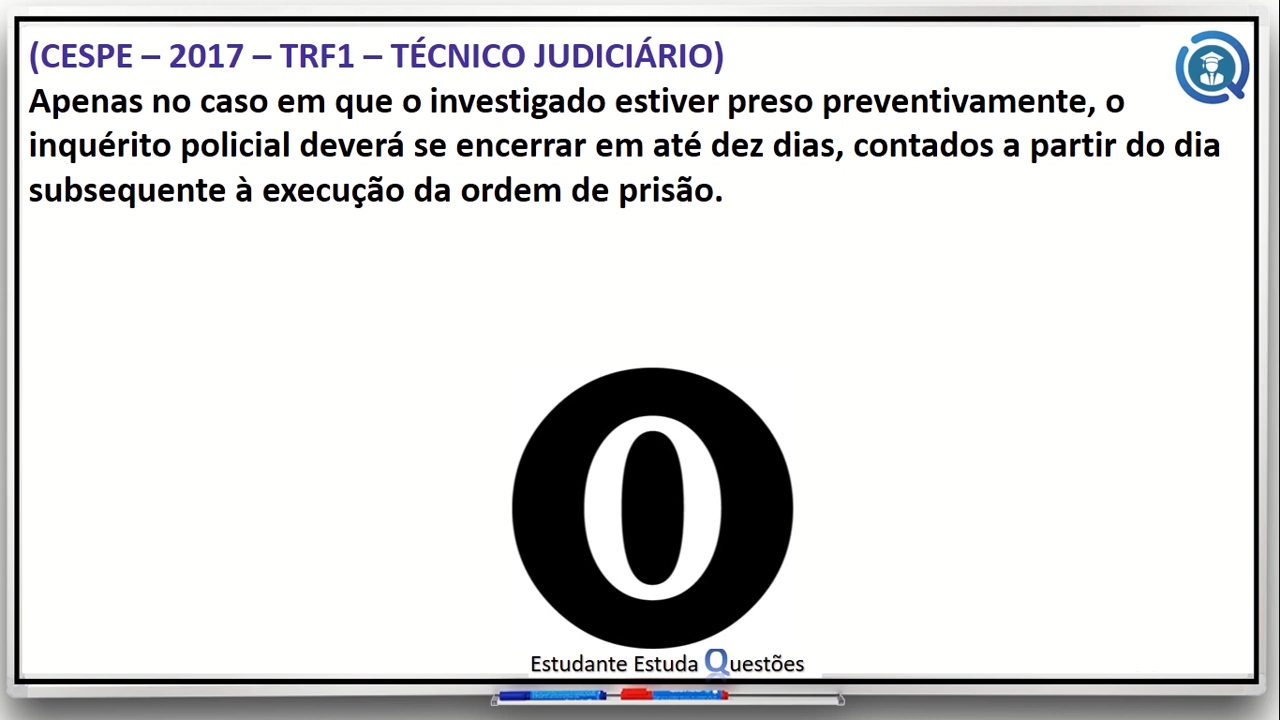 (CESPE – 2017 – TRF1 – TÉCNICO JUDICIÁRIO)
Apenas no caso em que o investigado estiver preso preventivamente, o
inquérito policial deverá se encerrar em até dez dias, contados a partir do dia
subsequente à execução da ordem de prisão.
0
Estudante Estuda Questões